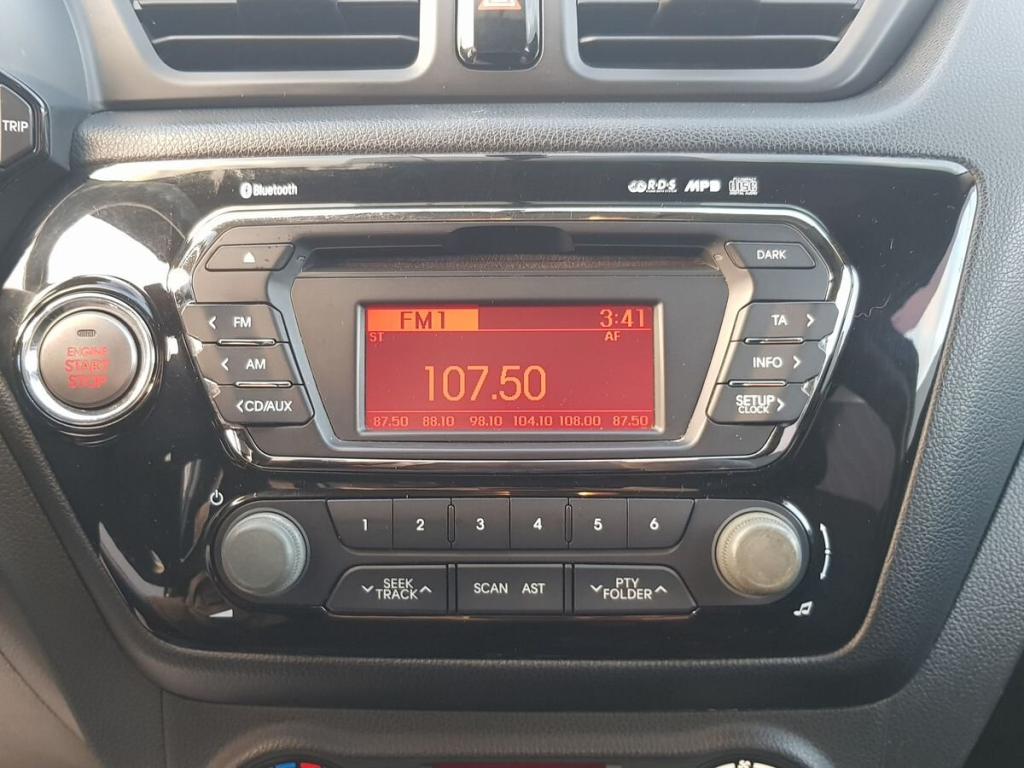 TRIP
Bluetooth
R·D·S MP3 DISC
DARK
FM
AM
CD/AUX
ENGINE
START
STOP
FM1 3:41
ST AF
107.50
87.50 88.10 98.10 104.10 108.00 87.50
TA
INFO
SETUP
CLOCK
1 2 3 4 5 6
SEEK
TRACK
SCAN AST
PTY
FOLDER